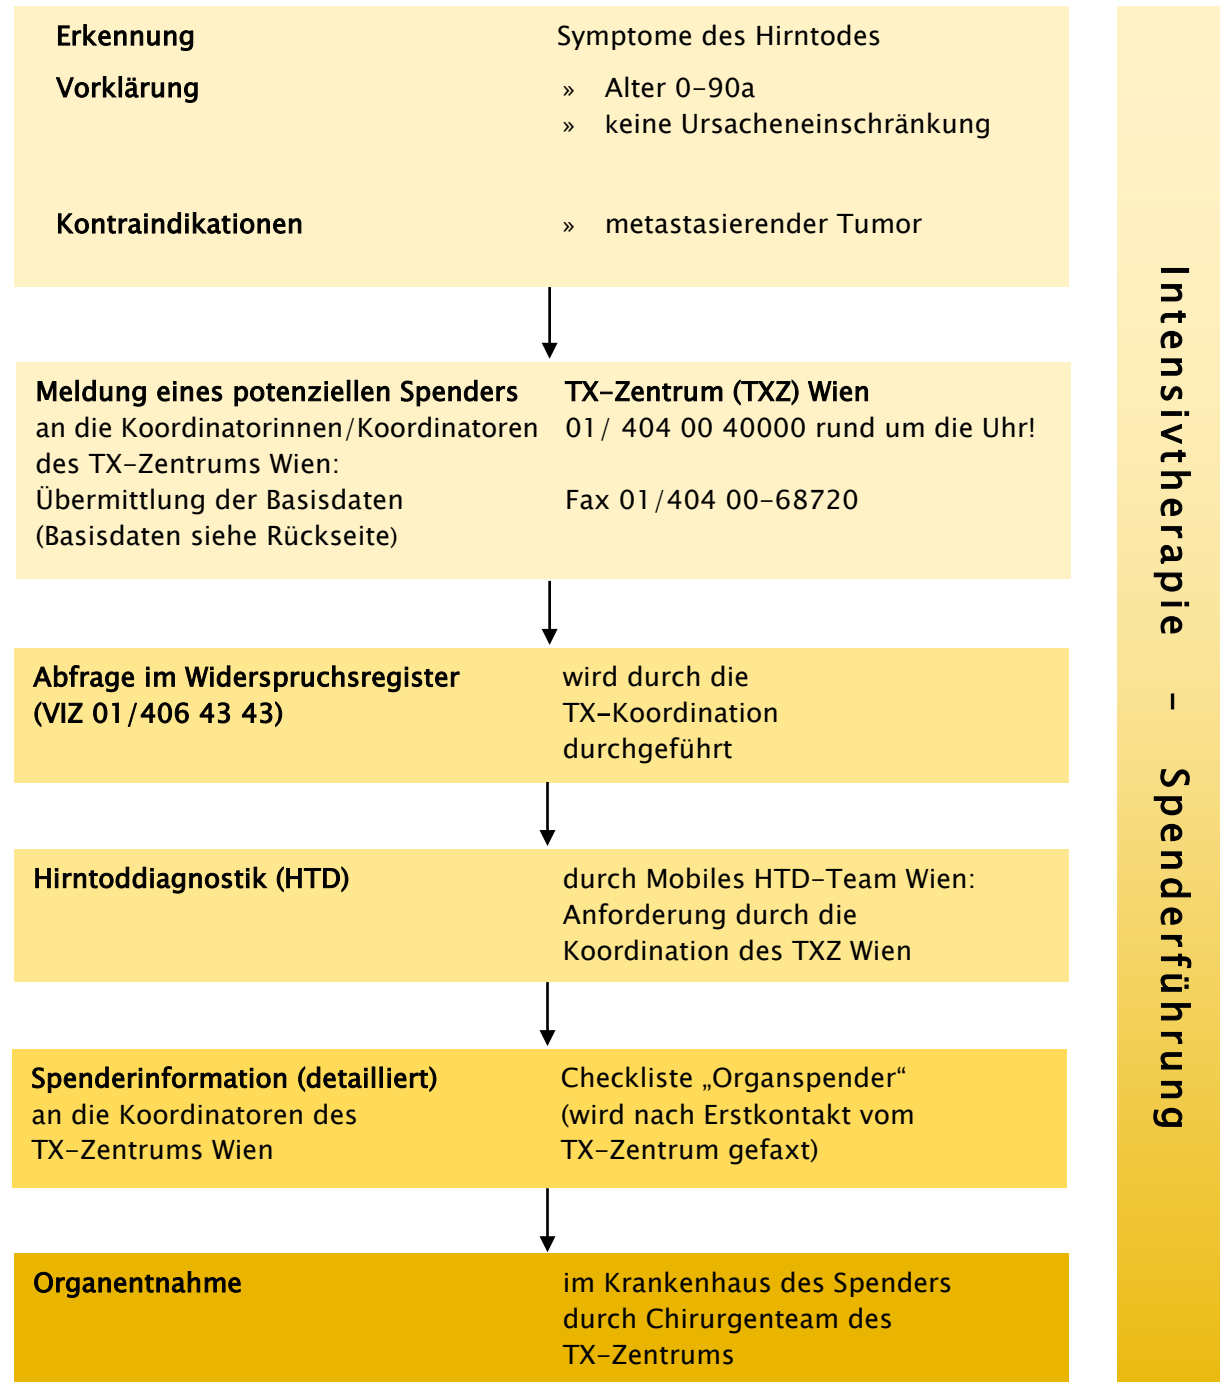 Erkennung Symptome des Hirntodes
Vorklärung » Alter 0-90a
» keine Ursacheneinschränkung
Kontraindikationen » metastasierender Tumor
Meldung eines potenziellen Spenders TX-Zentrum (TXZ) Wien
an die Koordinatorinnen/Koordinatoren 01/ 404 00 40000 rund um die Uhr!
des TX-Zentrums Wien:
Übermittlung der Basisdaten Fax 01/404 00-68720
(Basisdaten siehe Rückseite)
Abfrage im Widerspruchsregister wird durch die
(VIZ 01/406 43 43) TX-Koordination
durchgeführt
Hirntoddiagnostik (HTD) durch Mobiles HTD-Team Wien:
Anforderung durch die
Koordination des TXZ Wien
Spenderinformation (detailliert) Checkliste „Organspender“
an die Koordinatoren des (wird nach Erstkontakt vom
TX-Zentrums Wien TX-Zentrum gefaxt)
Organentnahme im Krankenhaus des Spenders
durch Chirurgenteam des
TX-Zentrums
Intensivtherapie - Spenderführung